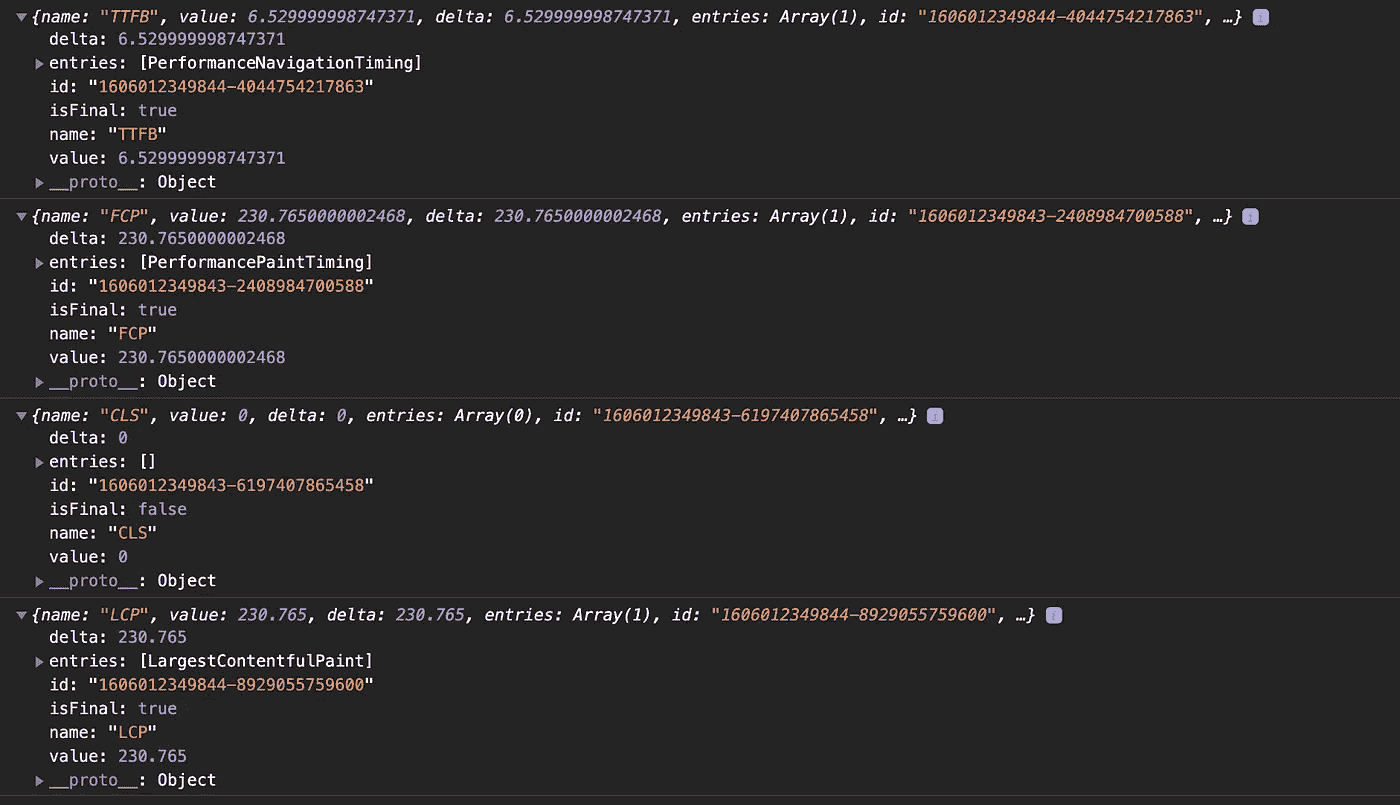 ▼{name: "TTFB", value: 6.529999998747371, delta: 6.529999998747371, entries: Array(1), id: "1606012349844-4044754217863", …} i
delta: 6.529999998747371
▶entries: [PerformanceNavigationTiming]
id: "1606012349844-4044754217863"
isFinal: true
name: "TTFB"
value: 6.529999998747371
▶__proto__: Object
▼{name: "FCP", value: 230.7650000002468, delta: 230.7650000002468, entries: Array(1), id: "1606012349843-2408984700588", …} i
delta: 230.7650000002468
▶entries: [PerformancePaintTiming]
id: "1606012349843-2408984700588"
isFinal: true
name: "FCP"
value: 230.7650000002468
▶__proto__: Object
▼{name: "CLS", value: 0, delta: 0, entries: Array(0), id: "1606012349843-6197407865458", …} i
delta: 0
▶entries: []
id: "1606012349843-6197407865458"
isFinal: false
name: "CLS"
value: 0
▶__proto__: Object
▼{name: "LCP", value: 230.765, delta: 230.765, entries: Array(1), id: "1606012349844-8929055759600", …} i
delta: 230.765
▶entries: [LargestContentfulPaint]
id: "1606012349844-8929055759600"
isFinal: true
name: "LCP"
value: 230.765
▶__proto__: Object